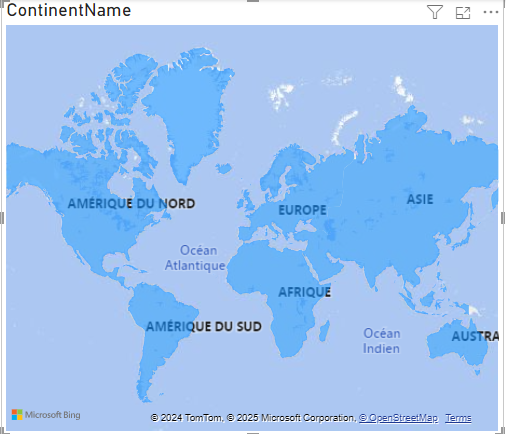 ContinentName
AMÉRIQUE DU NORD
EUROPE
ASIE
Océan
Atlantique
AFRIQUE
AMÉRIQUE DU SUD
Océan
Indien
AUSTRA
Microsoft Bing
© 2024 TomTom, © 2025 Microsoft Corporation, © OpenStreetMap Terms